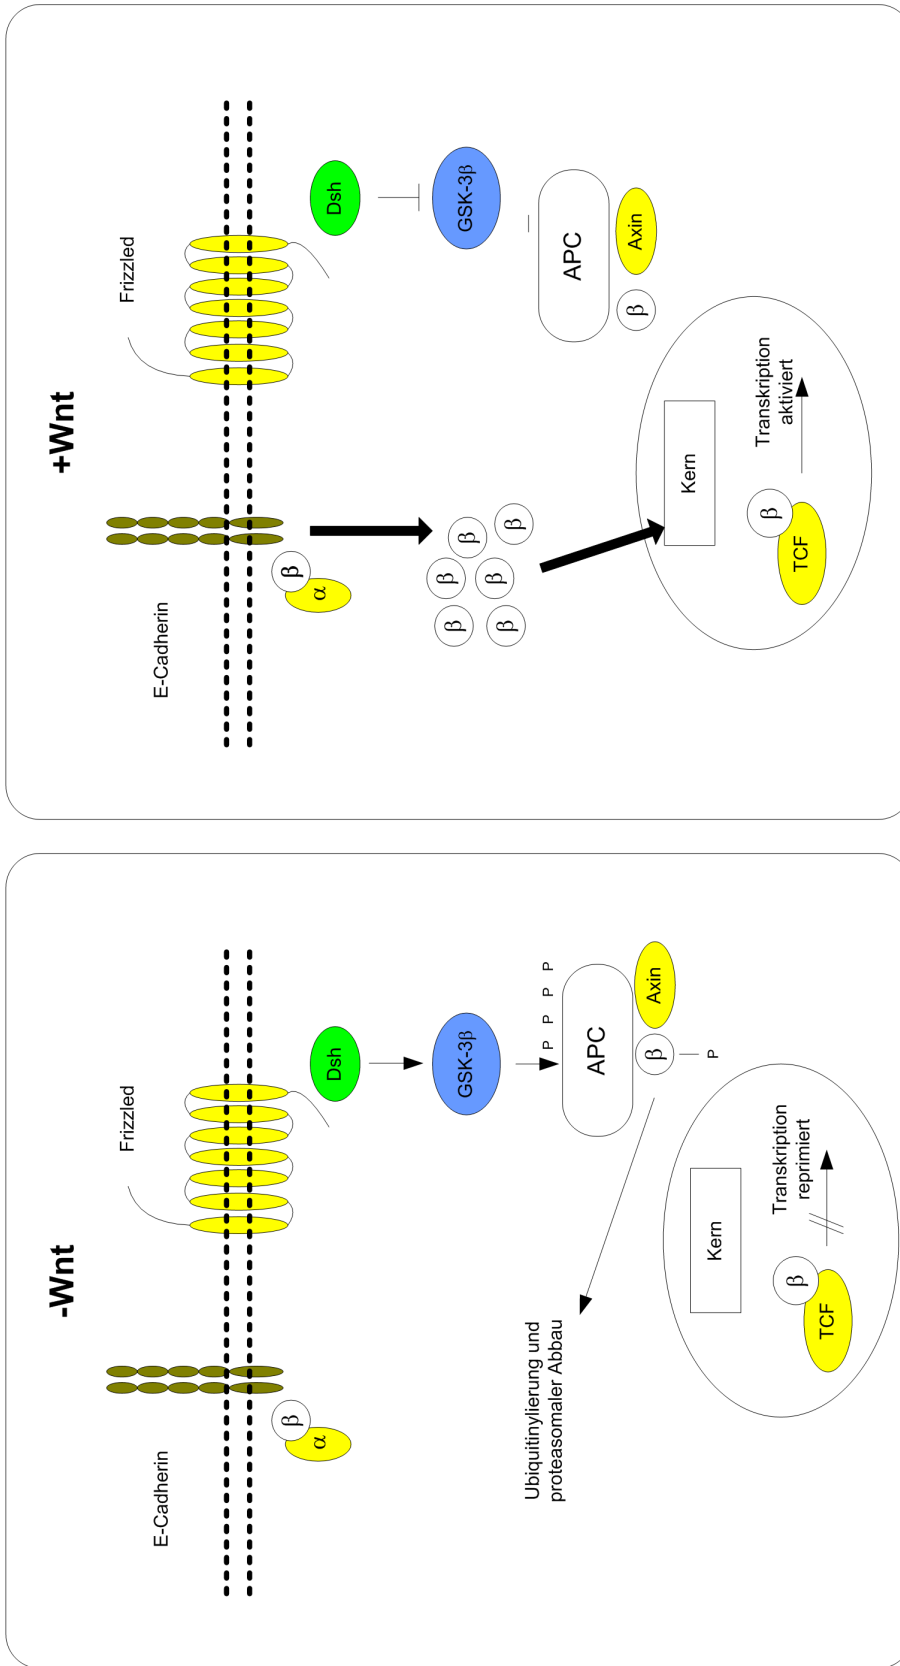 -Wnt
E-Cadherin
Frizzled
β
α
Dsh
GSK-3β
P P P P
APC
β
Axin
P
Ubiquitinylierung und
proteasomaler Abbau
Kern
β
TCF
Transkription
reprimiert
+Wnt
E-Cadherin
Frizzled
β
α
Dsh
β
β
β
β
β
β
GSK-3β
APC
β
Axin
Kern
β
TCF
Transkription
aktiviert